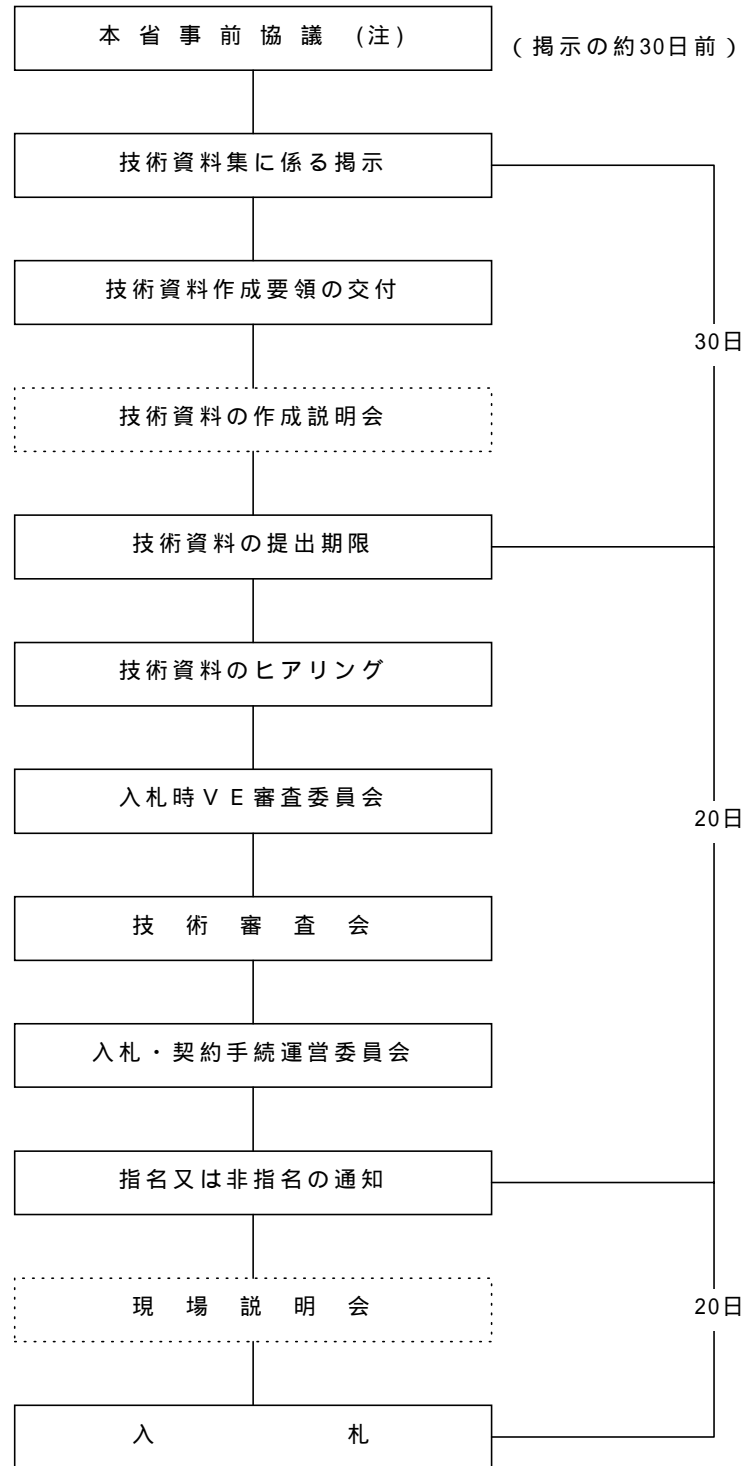 本省事前協議 (注)
(掲示の約30日前)
技術資料集に係る掲示
技術資料作成要領の交付
30日
技術資料の作成説明会
技術資料の提出期限
技術資料のヒアリング
入札時VE審査委員会
20日
技術審査会
入札・契約手続運営委員会
指名又は非指名の通知
現場説明会
20日
入札